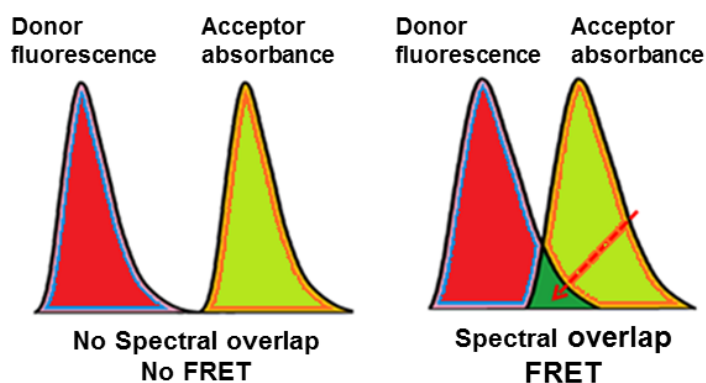 Donor
fluorescence
Acceptor
absorbance
No Spectral overlap
No FRET
Donor
fluorescence
Acceptor
absorbance
Spectral overlap
FRET